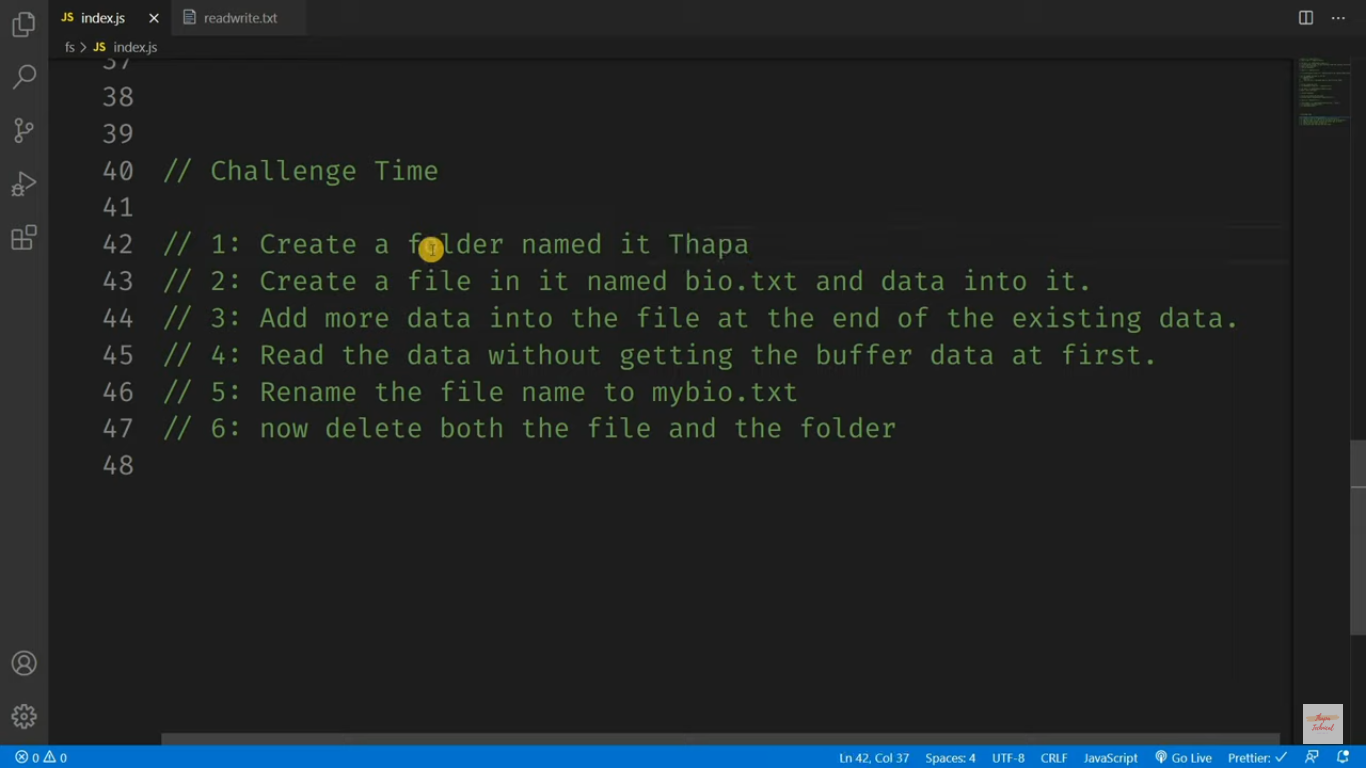 index.js
readwrite.txt
fs > JS index.js
37
38
39
40 // Challenge Time
41
42 // 1: Create a folder named it Thapa
43 // 2: Create a file in it named bio.txt and data into it.
44 // 3: Add more data into the file at the end of the existing data.
45 // 4: Read the data without getting the buffer data at first.
46 // 5: Rename the file name to mybio.txt
47 // 6: now delete both the file and the folder
48
Thapa
Technical
0 0 Ln 42, Col 37 Spaces: 4 UTF-8 CRLF JavaScript Go Live Prettier: ✓